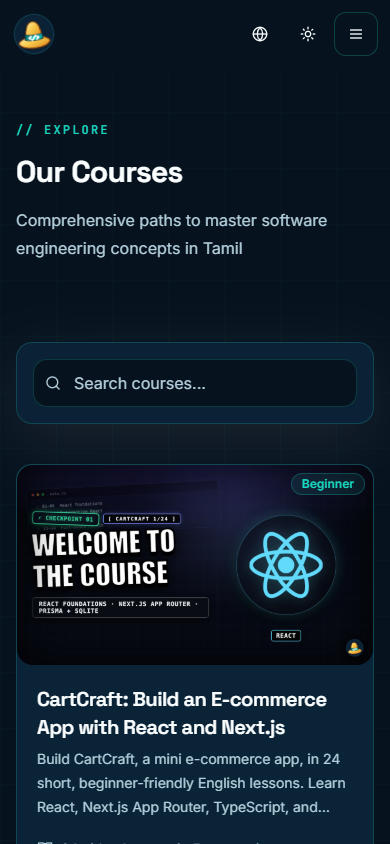 // EXPLORE
Our Courses
Comprehensive paths to master software
engineering concepts in Tamil
Search courses...
Beginner
✓ CHECKPOINT 01 [ CARTCRAFT 1/24 ]
WELCOME TO
THE COURSE
REACT FOUNDATIONS · NEXT.JS APP ROUTER ·
PRISMA + SQLITE
REACT
CartCraft: Build an E-commerce
App with React and Next.js
Build CartCraft, a mini e-commerce app, in 24
short, beginner-friendly English lessons. Learn
React, Next.js App Router, TypeScript, and...